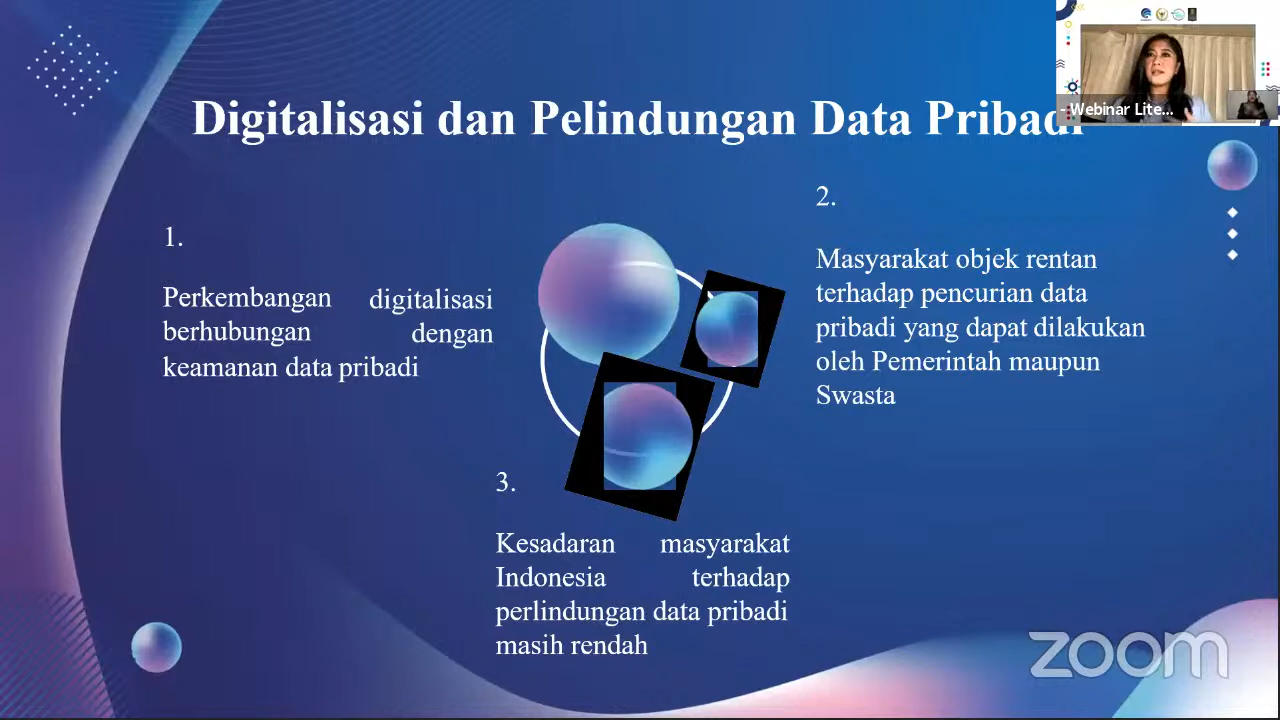 Digitalisasi dan Pelindungan Data Pribadi
- Webinar Lite...
1.
Perkembangan digitalisasi
berhubungan dengan
keamanan data pribadi
2.
Masyarakat objek rentan
terhadap pencurian data
pribadi yang dapat dilakukan
oleh Pemerintah maupun
Swasta
3.
Kesadaran masyarakat
Indonesia terhadap
perlindungan data pribadi
masih rendah
zoom